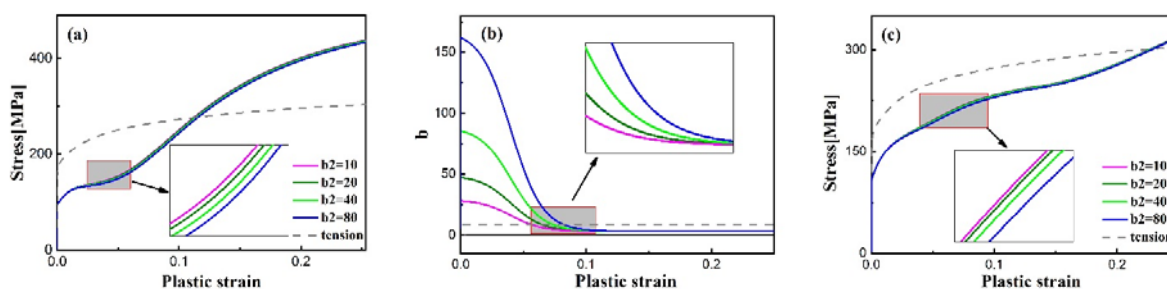 (a)
Stress[MPa]
400
200
0
0.0
0.1
0.2
Plastic strain
b2=10
b2=20
b2=40
b2=80
tension
(b)
b
150
100
50
0
0.0
0.1
0.2
Plastic strain
(c)
Stress[MPa]
300
150
0
0.0
0.1
0.2
Plastic strain
b2=10
b2=20
b2=40
b2=80
tension